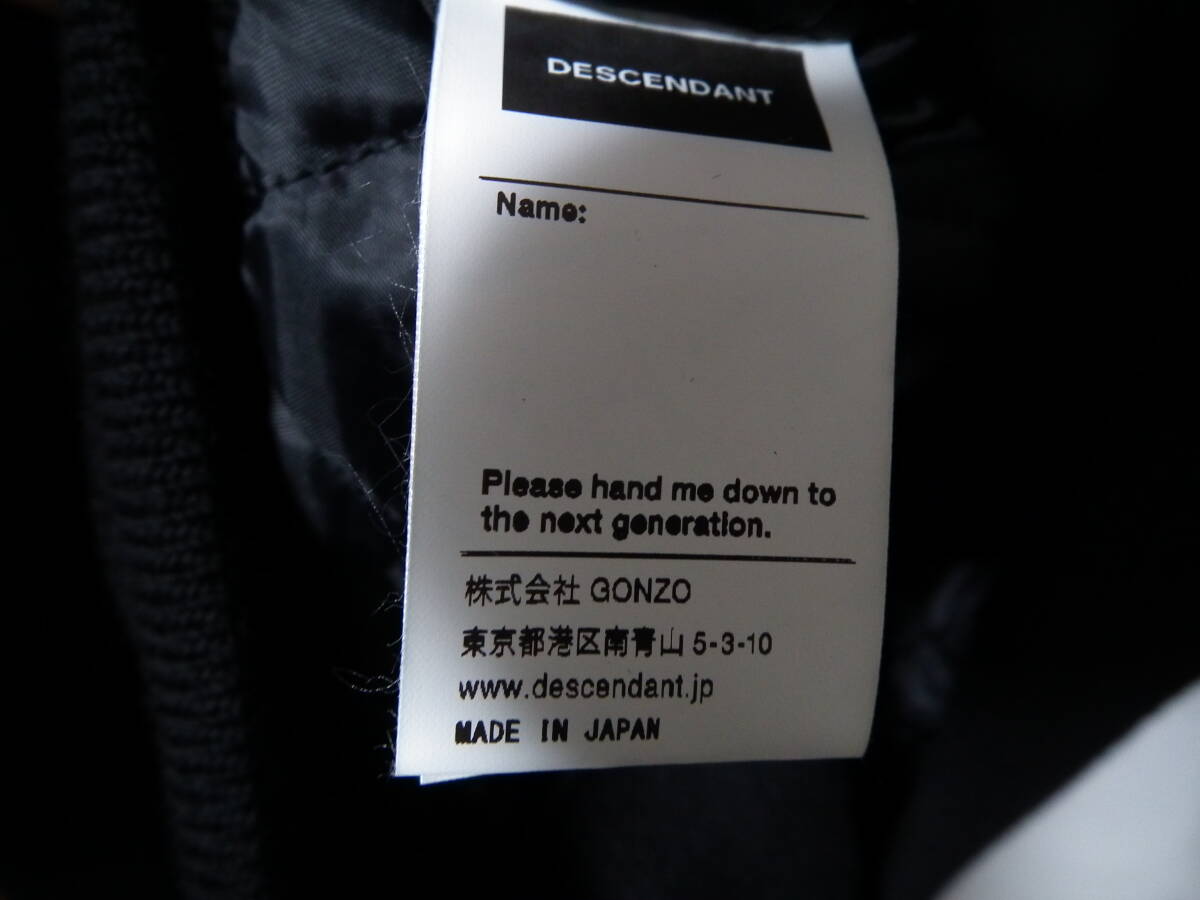 DESCENDANT
Name:
Please hand me down to
the next generation.
株式会社 GONZO
東京都港区南青山 5-3-10
www.descendant.jp
MADE IN JAPAN